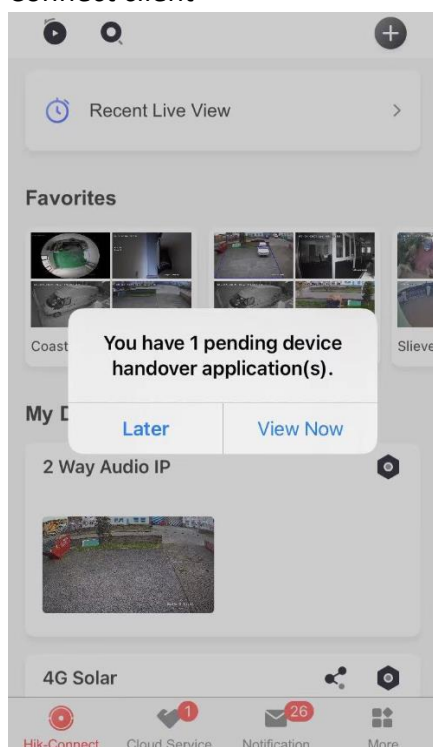 Connect client
Recent Live View
Favorites
Coast
Slieve
You have 1 pending device
handover application(s).
Later
View Now
My D
2 Way Audio IP
4G Solar
1
26
Hik-Connect
Cloud Service
Notification
More